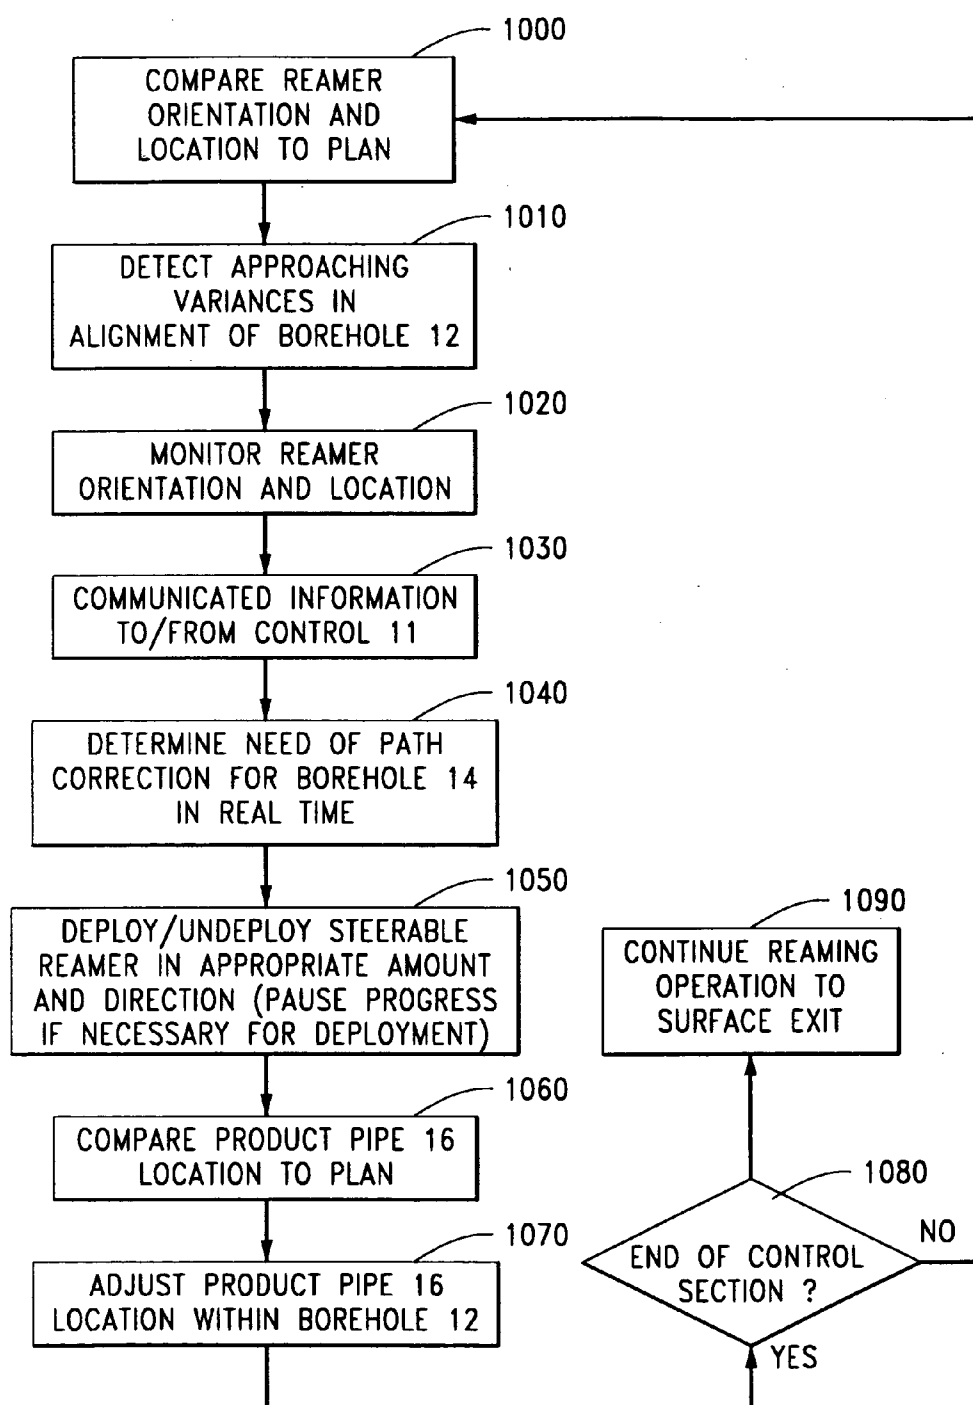 1000
COMPARE REAMER
ORIENTATION AND
LOCATION TO PLAN
1010
DETECT APPROACHING
VARIANCES IN
ALIGNMENT OF BOREHOLE 12
1020
MONITOR REAMER
ORIENTATION AND LOCATION
1030
COMMUNICATED INFORMATION
TO/FROM CONTROL 11
1040
DETERMINE NEED OF PATH
CORRECTION FOR BOREHOLE 14
IN REAL TIME
1050
DEPLOY/UNDEPLOY STEERABLE
REAMER IN APPROPRIATE AMOUNT
AND DIRECTION (PAUSE PROGRESS
IF NECESSARY FOR DEPLOYMENT)
1060
COMPARE PRODUCT PIPE 16
LOCATION TO PLAN
1070
ADJUST PRODUCT PIPE 16
LOCATION WITHIN BOREHOLE 12
1080
END OF CONTROL
SECTION ?
NO
YES
1090
CONTINUE REAMING
OPERATION TO
SURFACE EXIT